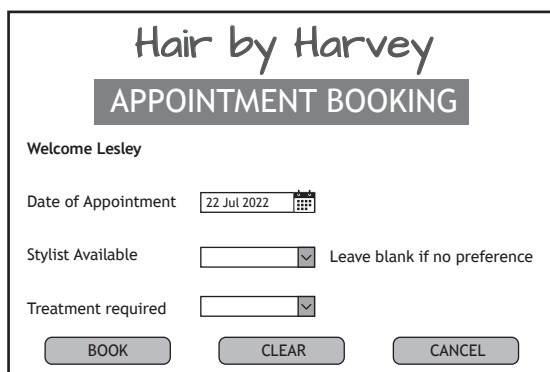 Hair by Harvey
APPOINTMENT BOOKING
Welcome Lesley
Date of Appointment 22 Jul 2022
Stylist Available Leave blank if no preference
Treatment required
BOOK CLEAR CANCEL